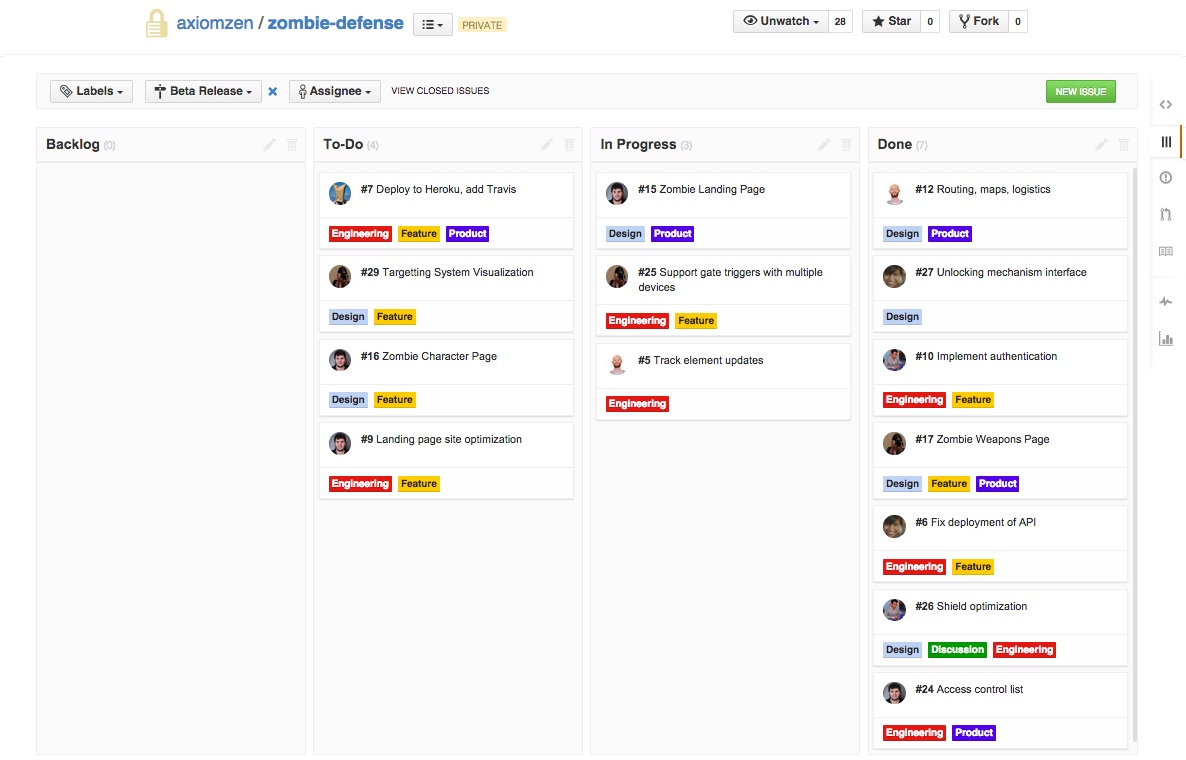 axiomzen / zombie-defense PRIVATE Unwatch 28 Star 0 Fork 0
Labels Beta Release Assignee VIEW CLOSED ISSUES NEW ISSUE
Backlog (0)
To-Do (4)
#7 Deploy to Heroku, add Travis
Engineering Feature Product
#29 Targetting System Visualization
Design Feature
#16 Zombie Character Page
Design Feature
#9 Landing page site optimization
Engineering Feature
In Progress (3)
#15 Zombie Landing Page
Design Product
#25 Support gate triggers with multiple
devices
Engineering Feature
#5 Track element updates
Engineering
Done (7)
#12 Routing, maps, logistics
Design Product
#27 Unlocking mechanism interface
Design
#10 Implement authentication
Engineering Feature
#17 Zombie Weapons Page
Design Feature Product
#6 Fix deployment of API
Engineering Feature
#26 Shield optimization
Design Discussion Engineering
#24 Access control list
Engineering Product